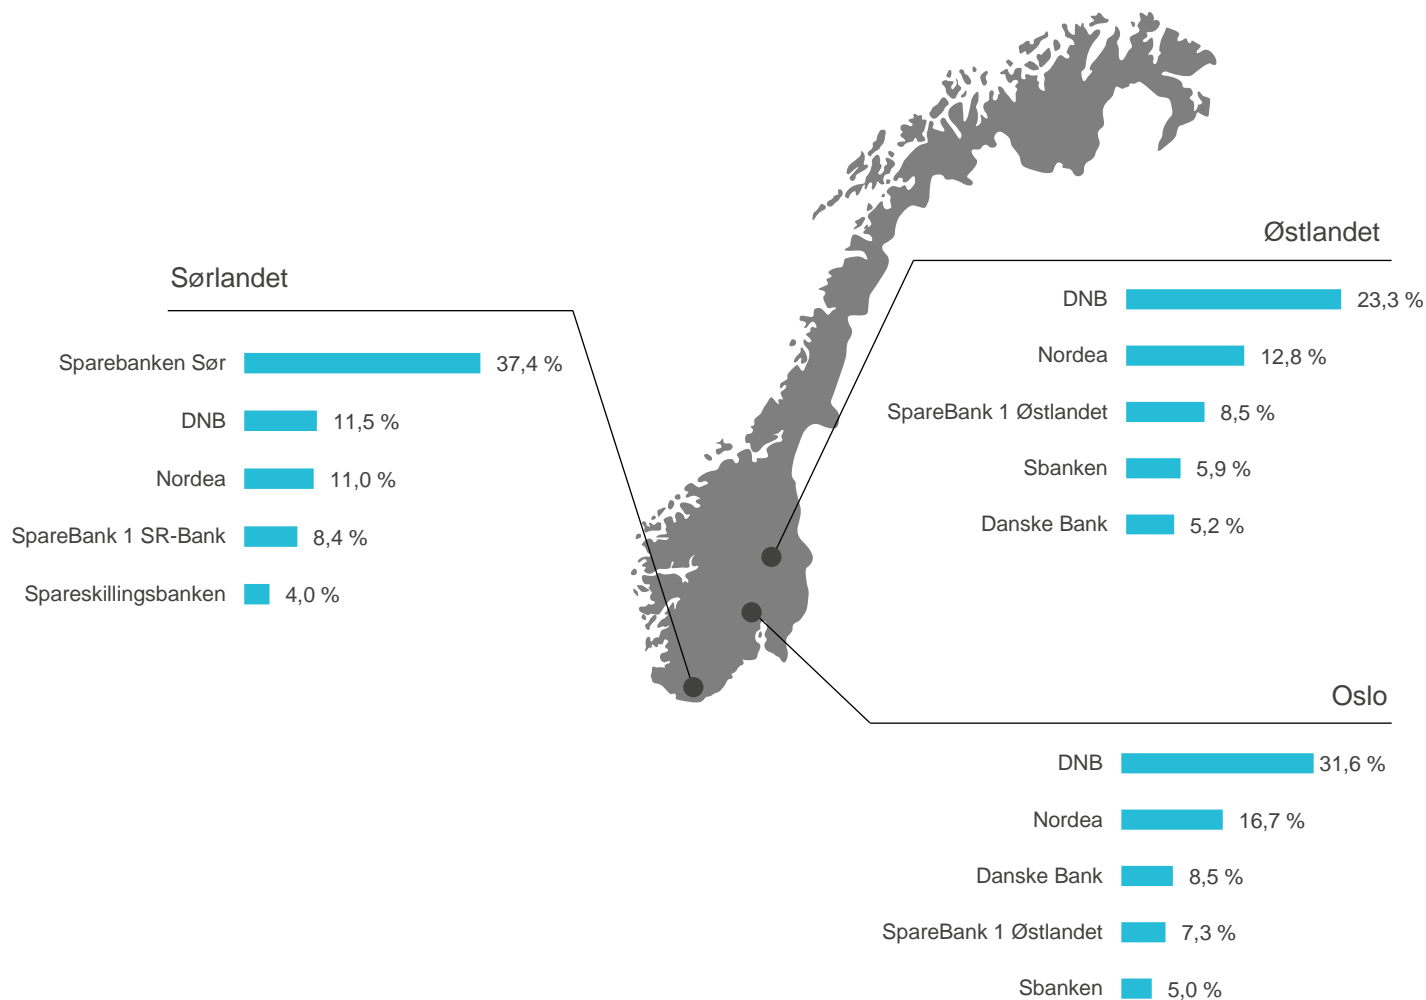 Sørlandet
Sparebanken Sør 37,4 %
DNB 11,5 %
Nordea 11,0 %
SpareBank 1 SR-Bank 8,4 %
Spareskillingsbanken 4,0 %
Østlandet
DNB 23,3 %
Nordea 12,8 %
SpareBank 1 Østlandet 8,5 %
Sbanken 5,9 %
Danske Bank 5,2 %
Oslo
DNB 31,6 %
Nordea 16,7 %
Danske Bank 8,5 %
SpareBank 1 Østlandet 7,3 %
Sbanken 5,0 %